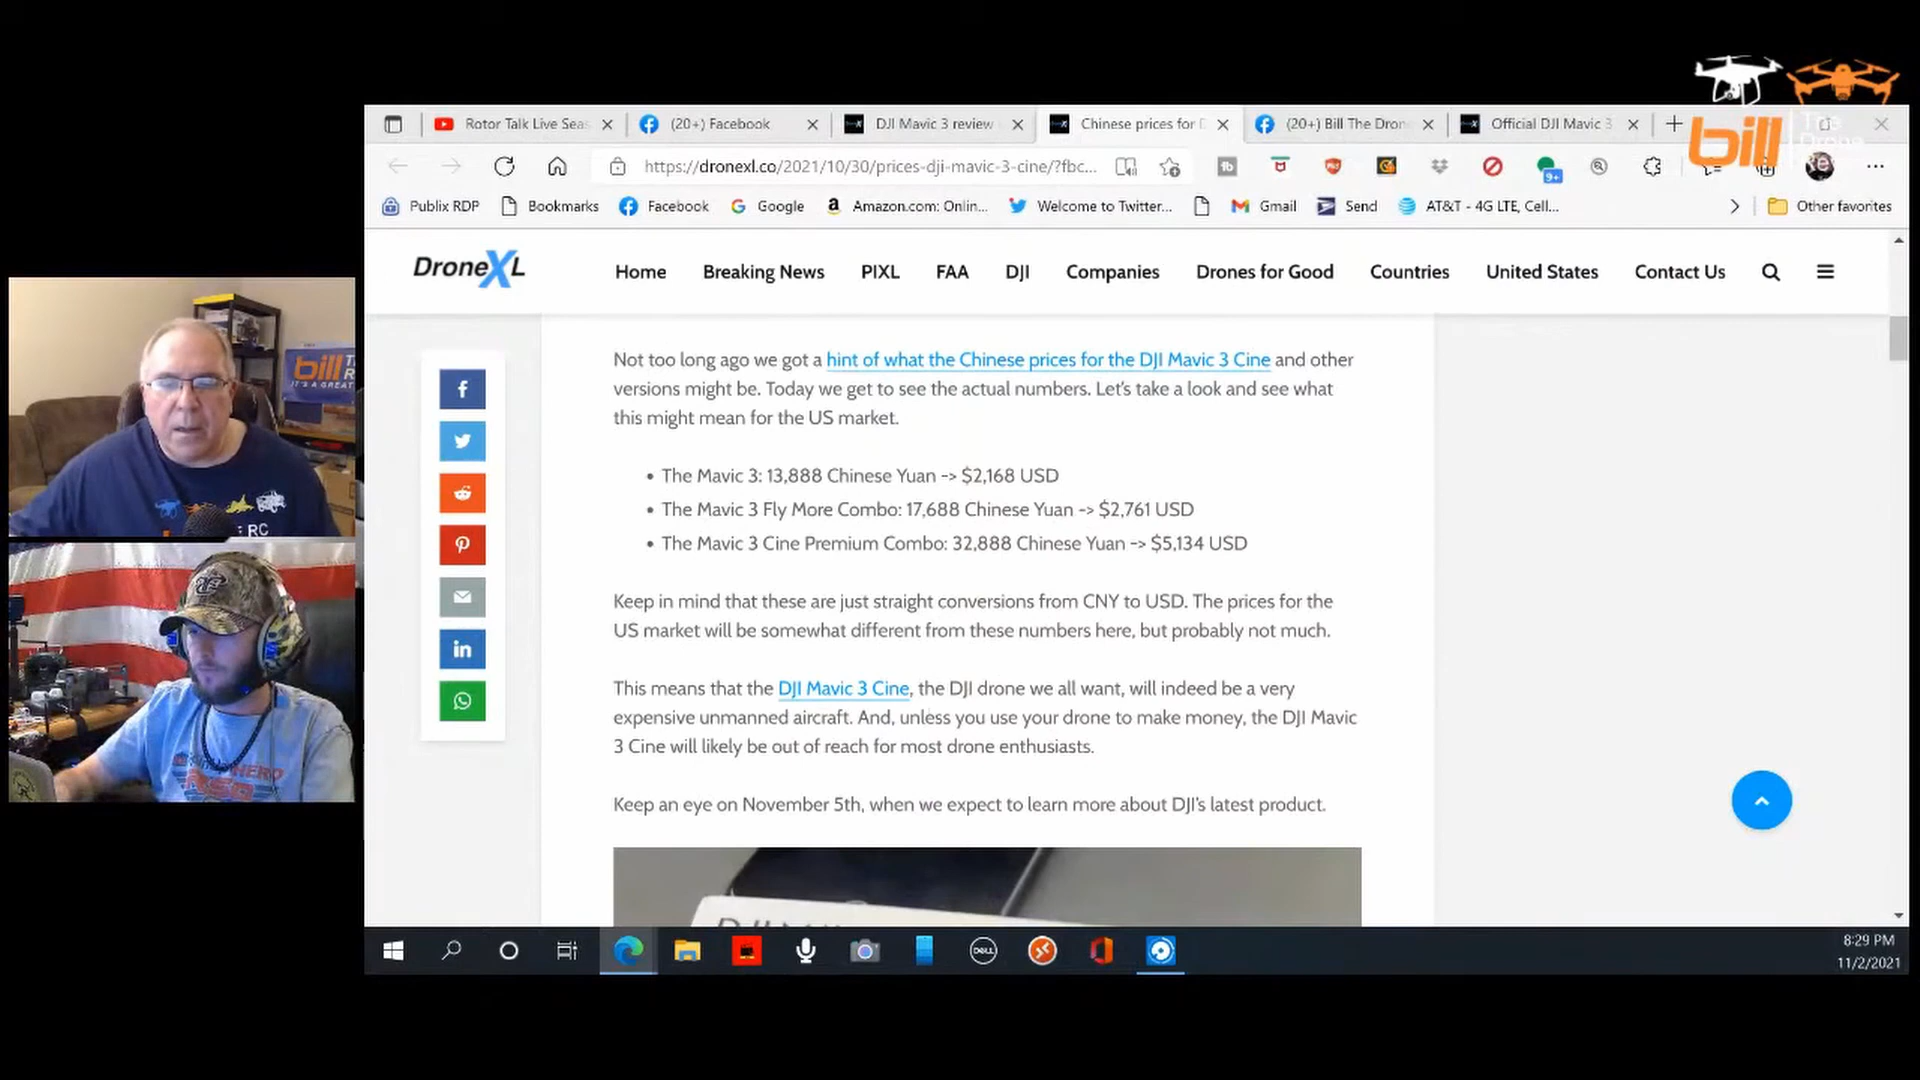 bill
The
Drone
Rotor Talk Live Seas
(20+) Facebook
DJI Mavic 3 review
Chinese prices for D
(20+) Bill The Dron
Official DJI Mavic 3
https://dronexl.co/2021/10/30/prices-dji-mavic-3-cine/?fbc...
9+
Publix RDP
Bookmarks
Facebook
Google
Amazon.com: Onlin...
Welcome to Twitter...
Gmail
Send
AT&T - 4G LTE, Cell...
Other favorites
DroneXL
Home
Breaking News
PIXL
FAA
DJI
Companies
Drones for Good
Countries
United States
Contact Us
Not too long ago we got a hint of what the Chinese prices for the DJI Mavic 3 Cine and other
versions might be. Today we get to see the actual numbers. Let's take a look and see what
this might mean for the US market.
• The Mavic 3: 13,888 Chinese Yuan -> $2,168 USD
• The Mavic 3 Fly More Combo: 17,688 Chinese Yuan -> $2,761 USD
• The Mavic 3 Cine Premium Combo: 32,888 Chinese Yuan -> $5,134 USD
Keep in mind that these are just straight conversions from CNY to USD. The prices for the
US market will be somewhat different from these numbers here, but probably not much.
This means that the DJI Mavic 3 Cine, the DJI drone we all want, will indeed be a very
expensive unmanned aircraft. And, unless you use your drone to make money, the DJI Mavic
3 Cine will likely be out of reach for most drone enthusiasts.
Keep an eye on November 5th, when we expect to learn more about DJI's latest product.
bill
IT'S A GREAT
RC
HERO
DELL
8:29 PM
11/2/2021